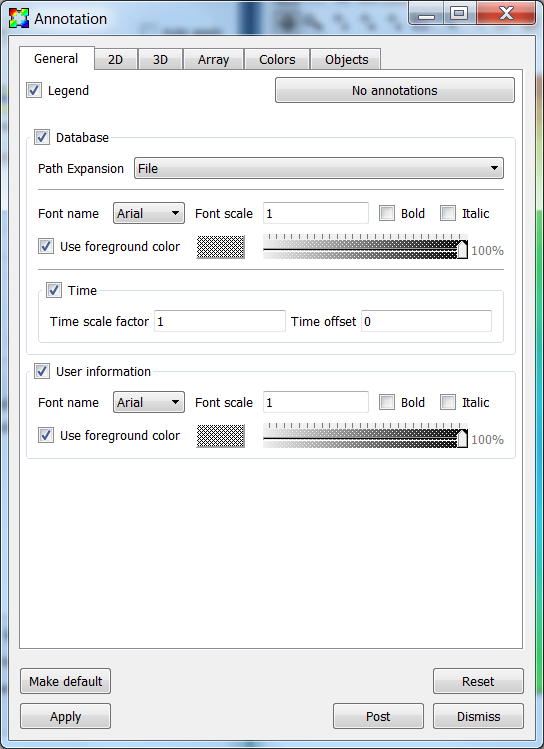 Annotation
General 2D 3D Array Colors Objects
Legend No annotations
Database
Path Expansion File
Font name Arial Font scale 1 Bold Italic
Use foreground color 100%
Time
Time scale factor 1 Time offset 0
User information
Font name Arial Font scale 1 Bold Italic
Use foreground color 100%
Make default Reset
Apply Post Dismiss